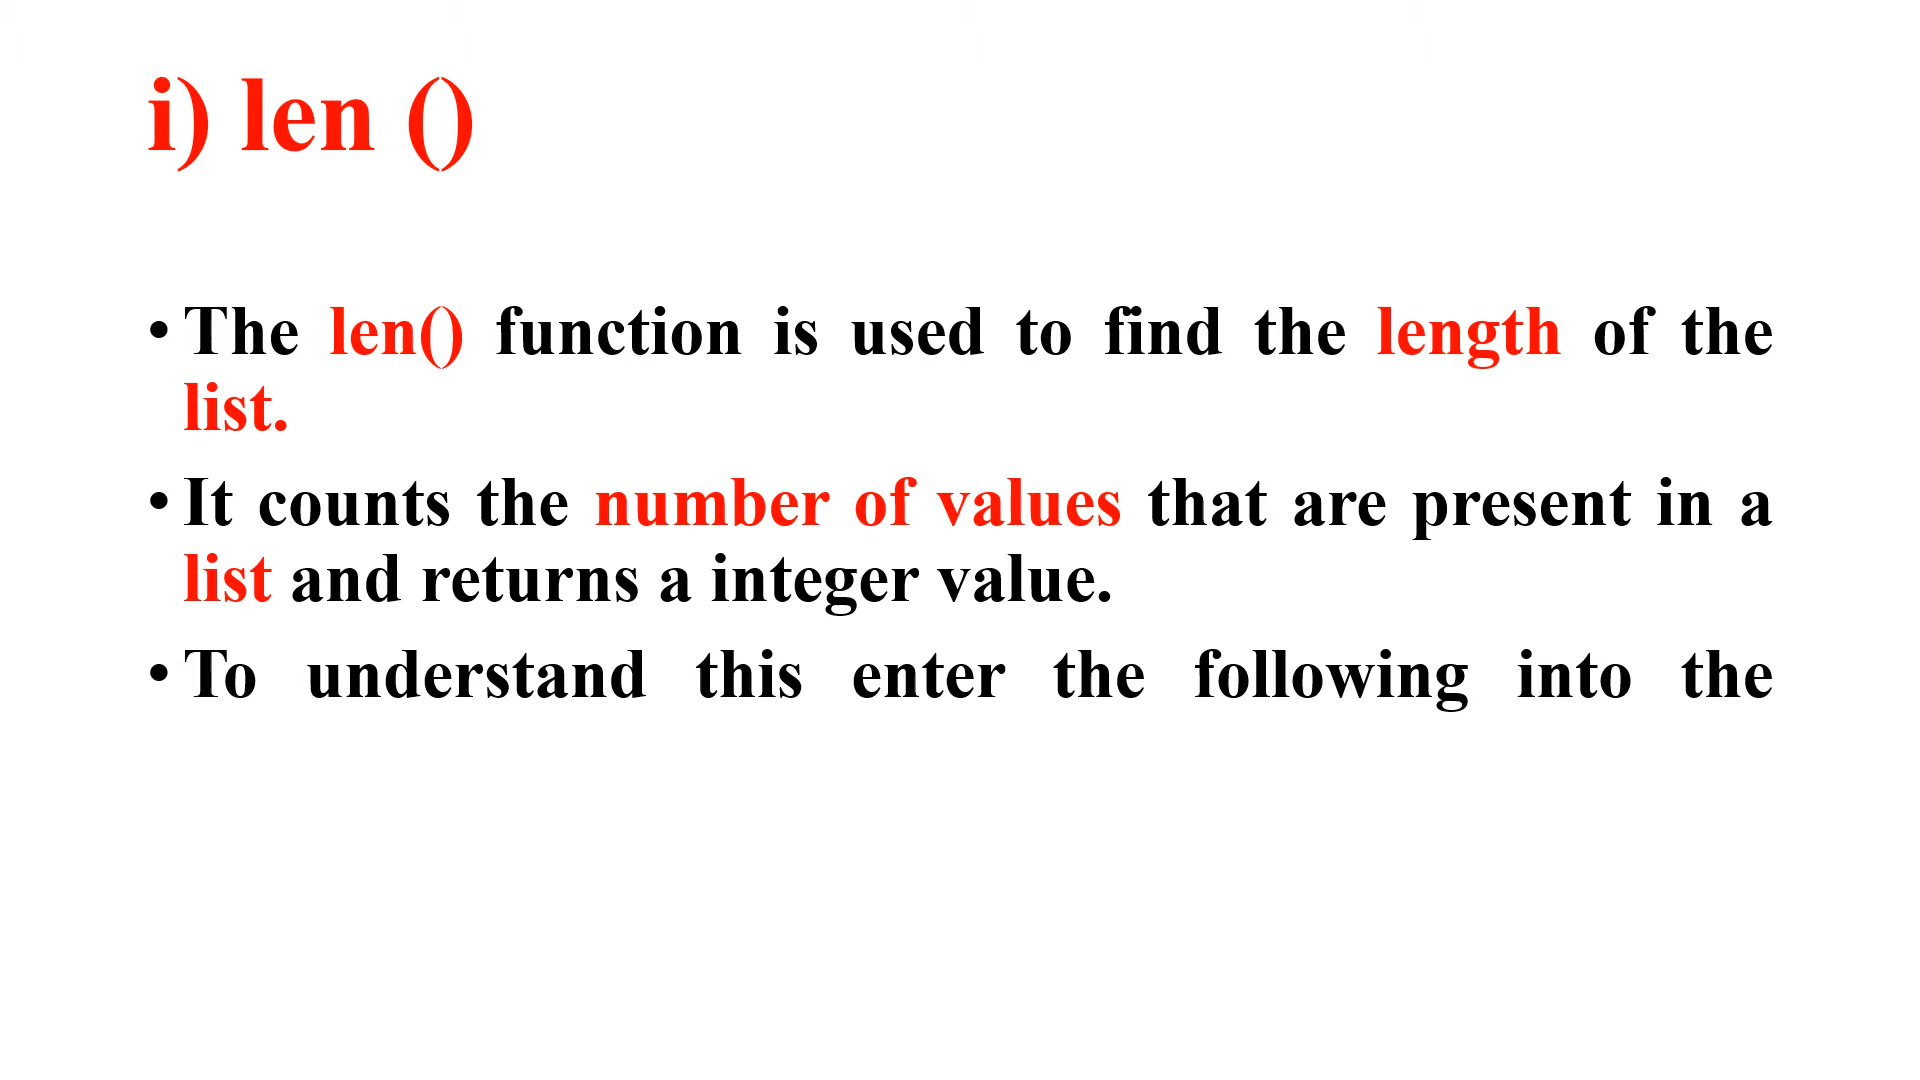 i) len ()
• The len() function is used to find the length of the
list.
• It counts the number of values that are present in a
list and returns a integer value.
• To understand this enter the following into the